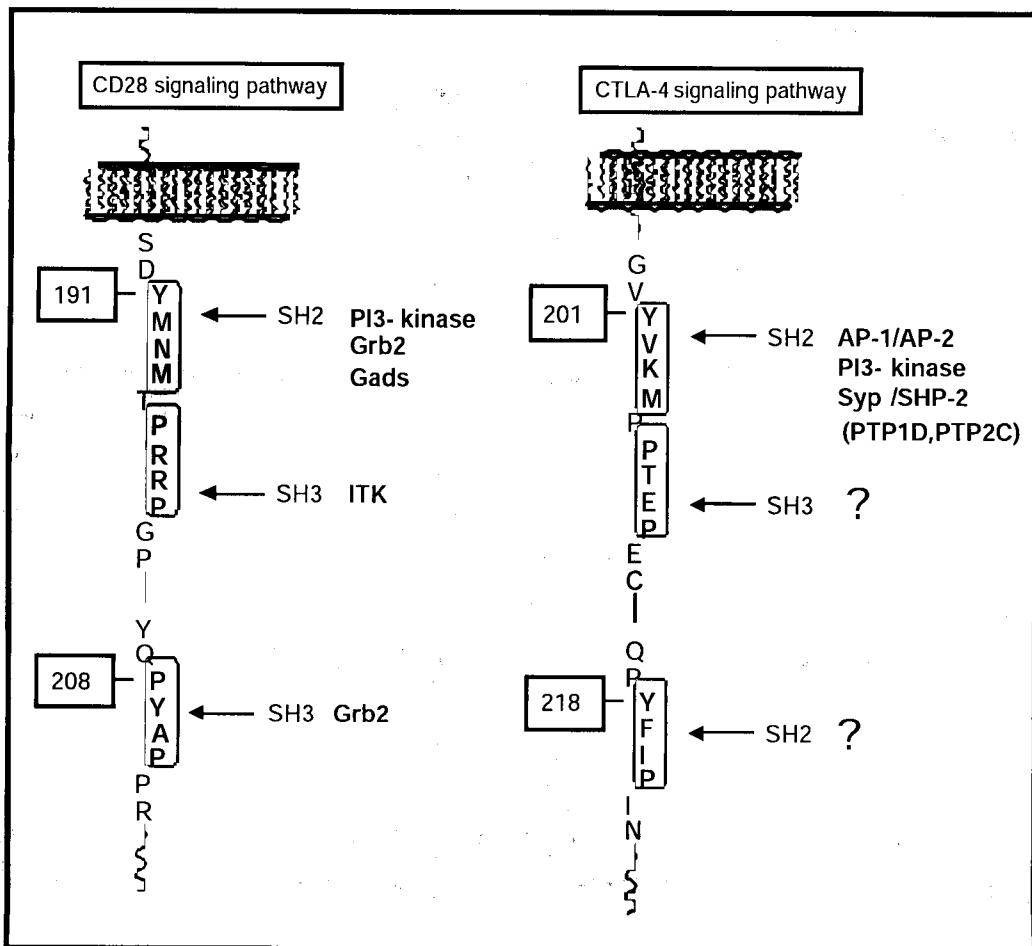 CD28 signaling pathway
S
D
191
Y
M
N
M
T
P
R
R
P
G
P
Y
Q
208
P
Y
A
P
P
R
SH2 PI3- kinase
Grb2
Gads
SH3 ITK
SH3 Grb2
CTLA-4 signaling pathway
G
V
201
Y
V
K
M
P
P
T
E
P
E
C
I
Q
P
218
Y
F
I
P
I
N
SH2 AP-1/AP-2
PI3- kinase
Syp /SHP-2
(PTP1D,PTP2C)
SH3 ?
SH2 ?